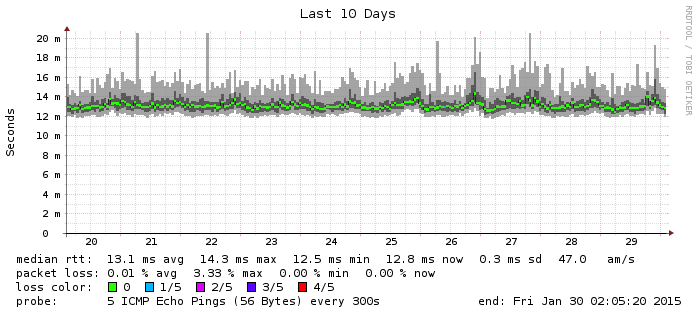 Last 10 Days
RRDTOOL / TOBI OETIKER
Seconds
20 m
18 m
16 m
14 m
12 m
10 m
8 m
6 m
4 m
2 m
0
20 21 22 23 24 25 26 27 28 29
median rtt: 13.1 ms avg 14.3 ms max 12.5 ms min 12.8 ms now 0.3 ms sd 47.0 am/s
packet loss: 0.01 % avg 3.33 % max 0.00 % min 0.00 % now
loss color: 0 1/5 2/5 3/5 4/5
probe: 5 ICMP Echo Pings (56 Bytes) every 300s end: Fri Jan 30 02:05:20 2015